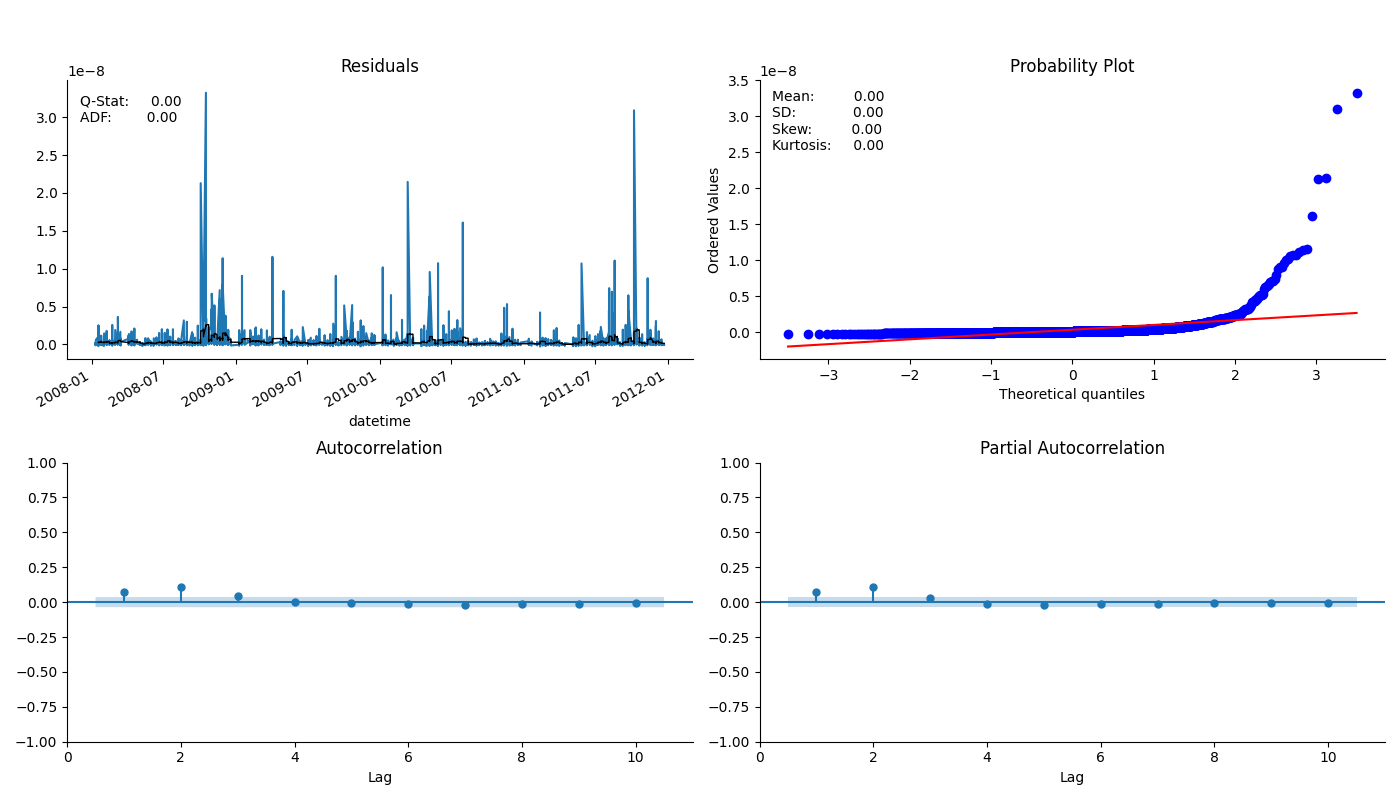 Residuals
1e−8
Q-Stat: 0.00
ADF: 0.00
3.0
2.5
2.0
1.5
1.0
0.5
0.0
2008-01 2008-07 2009-01 2009-07 2010-01 2010-07 2011-01 2011-07 2012-01
datetime
Probability Plot
1e−8
Mean: 0.00
SD: 0.00
Skew: 0.00
Kurtosis: 0.00
Ordered Values
3.5
3.0
2.5
2.0
1.5
1.0
0.5
0.0
−3 −2 −1 0 1 2 3
Theoretical quantiles
Autocorrelation
1.00
0.75
0.50
0.25
0.00
−0.25
−0.50
−0.75
−1.00
0 2 4 6 8 10
Lag
Partial Autocorrelation
1.00
0.75
0.50
0.25
0.00
−0.25
−0.50
−0.75
−1.00
0 2 4 6 8 10
Lag